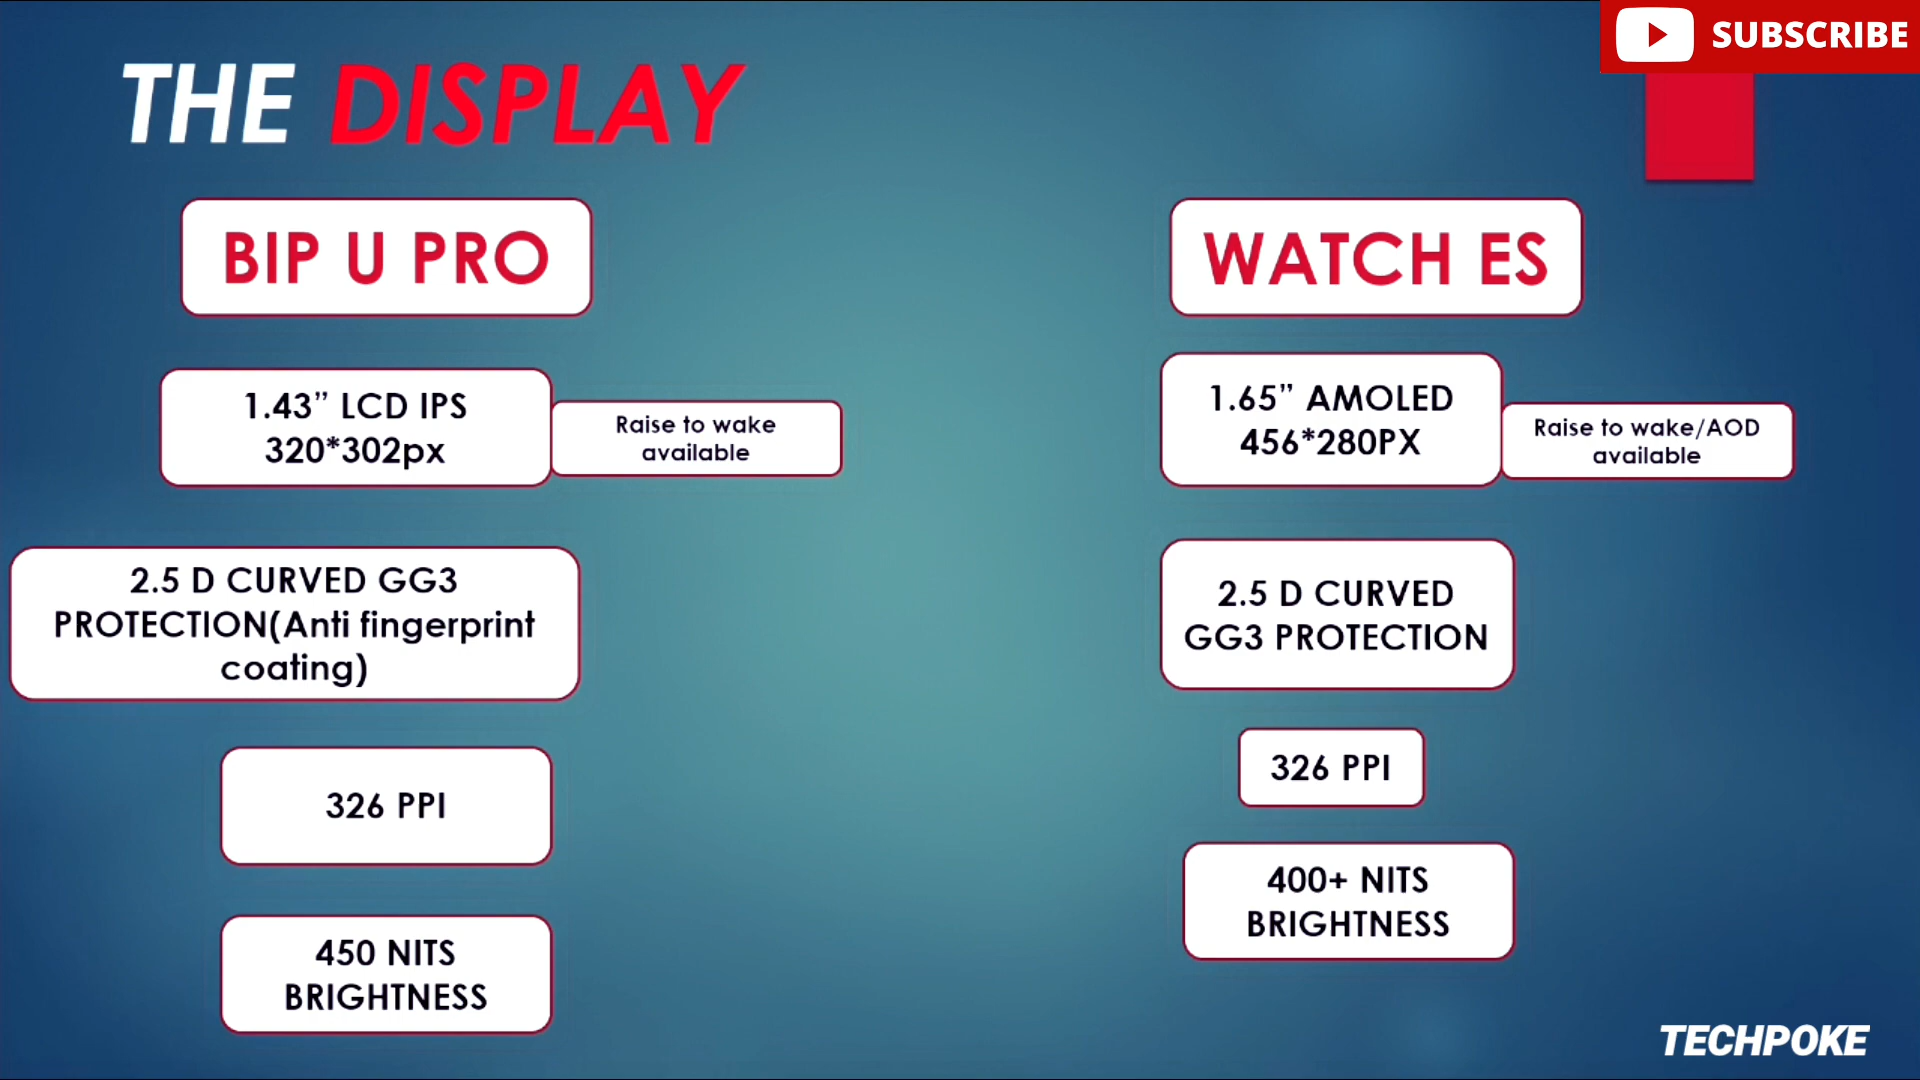 SUBSCRIBE
THE DISPLAY
BIP U PRO
1.43” LCD IPS
320*302px
Raise to wake
available
2.5 D CURVED GG3
PROTECTION(Anti fingerprint
coating)
326 PPI
450 NITS
BRIGHTNESS
WATCH ES
1.65” AMOLED
456*280PX
Raise to wake/AOD
available
2.5 D CURVED
GG3 PROTECTION
326 PPI
400+ NITS
BRIGHTNESS
TECHPOKE